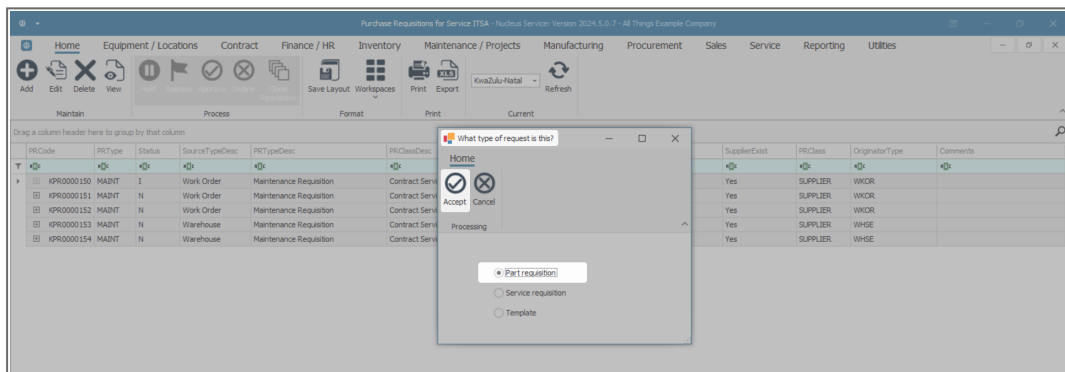 Purchase Requisitions for Service ITSA - Nucleus Service: Version 2024.5.0.7 - All Things Example Company
Home Equipment / Locations Contract Finance / HR Inventory Maintenance / Projects Manufacturing Procurement Sales Service Reporting Utilities
KwaZulu-Natal
Add Edit Delete View Hold Release Approve Decline Clone Requisition Save Layout Workspaces Print Export Refresh
Maintain Process Format Print Current
Drag a column header here to group by that column
PRCode PRType Status SourceTypeDesc PRTypeDesc PRClassDesc SupplierExist PRClass OriginatorType Comments
KPR0000150 MAINT I Work Order Maintenance Requisition Contract Servi Yes SUPPLIER WKOR
KPR0000151 MAINT N Work Order Maintenance Requisition Contract Servi Yes SUPPLIER WKOR
KPR0000152 MAINT N Work Order Maintenance Requisition Contract Servi Yes SUPPLIER WKOR
KPR0000153 MAINT N Warehouse Maintenance Requisition Contract Servi Yes SUPPLIER WHSE
KPR0000154 MAINT N Warehouse Maintenance Requisition Contract Servi Yes SUPPLIER WHSE
What type of request is this?
Home
Accept Cancel
Processing
Part requisition
Service requisition
Template